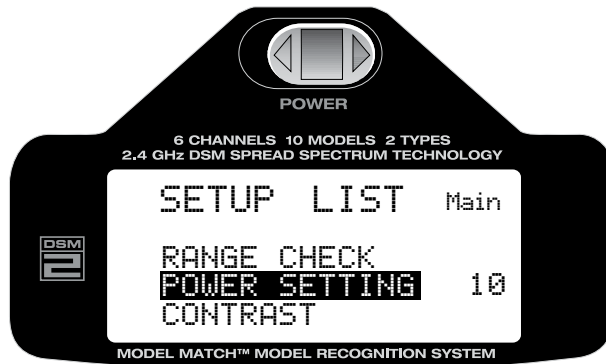 POWER
6 CHANNELS 10 MODELS 2 TYPES
2.4 GHz DSM SPREAD SPECTRUM TECHNOLOGY
SETUP LIST Main
DSM
2
RANGE CHECK
POWER SETTING 10
CONTRAST
MODEL MATCH™ MODEL RECOGNITION SYSTEM